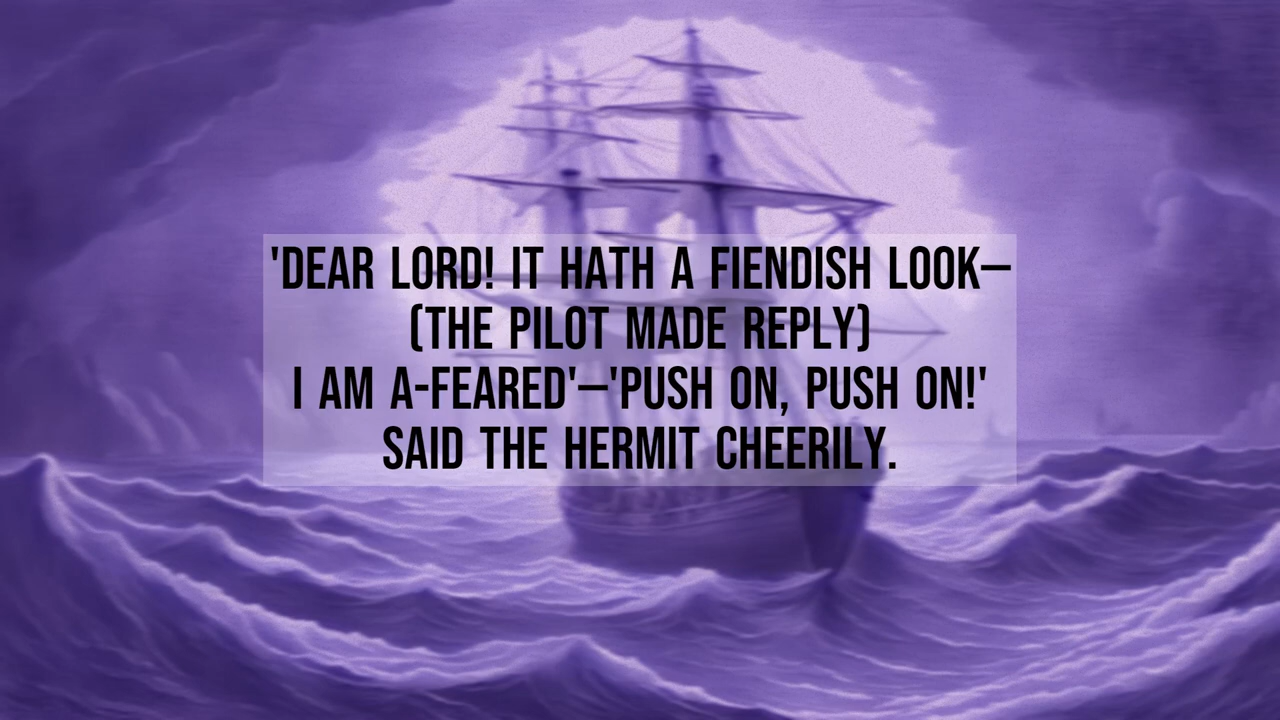 'DEAR LORD! IT HATH A FIENDISH LOOK—
(THE PILOT MADE REPLY)
I AM A-FEARED'—'PUSH ON, PUSH ON!'
SAID THE HERMIT CHEERILY.